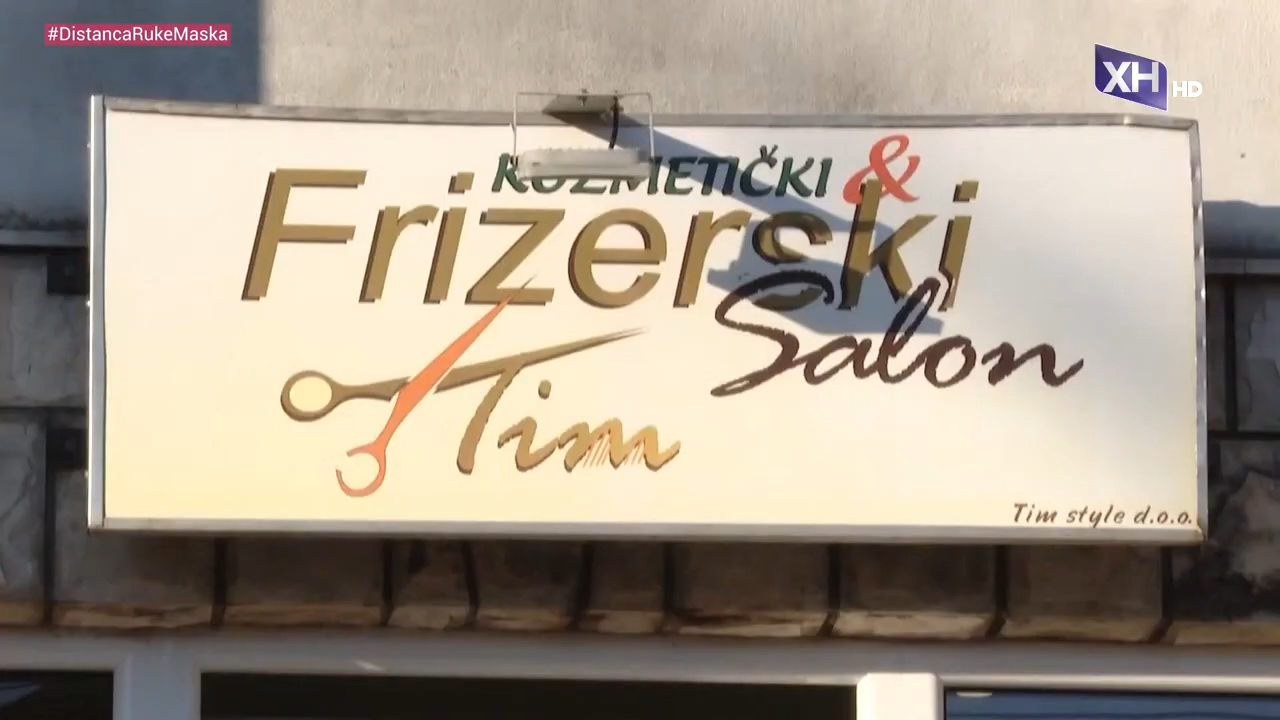 #DistancaRukeMaska
XH HD
KOZMETIČKI &
Frizerski
Salon
Tim
Tim style d.o.o.